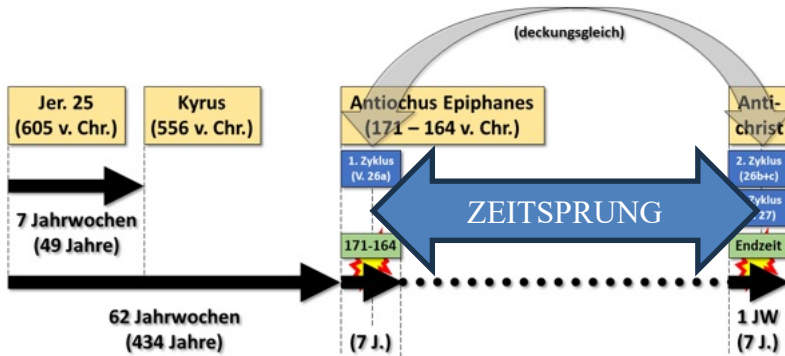 (deckungsgleich)
Jer. 25
(605 v. Chr.)
Kyrus
(556 v. Chr.)
Antiochus Epiphanes
(171 – 164 v. Chr.)
Anti-
christ
1. Zyklus
(V. 26a)
2. Zyklus
(26b+c)
Zyklus
27)
ZEITSPRUNG
7 Jahrwochen
(49 Jahre)
171-164
Endzeit
62 Jahrwochen
(434 Jahre)
(7 J.)
1 JW
(7 J.)